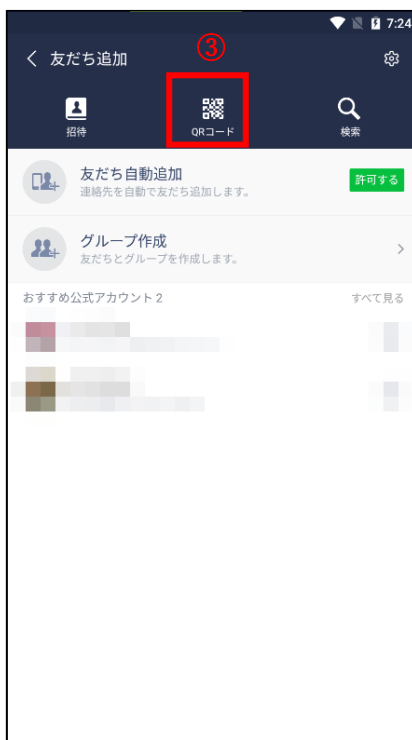 7:24
友だち追加
③
招待
QRコード
検索
友だち自動追加
連絡先を自動で友だち追加します。
許可する
グループ作成
友だちとグループを作成します。
おすすめ公式アカウント 2
すべて見る